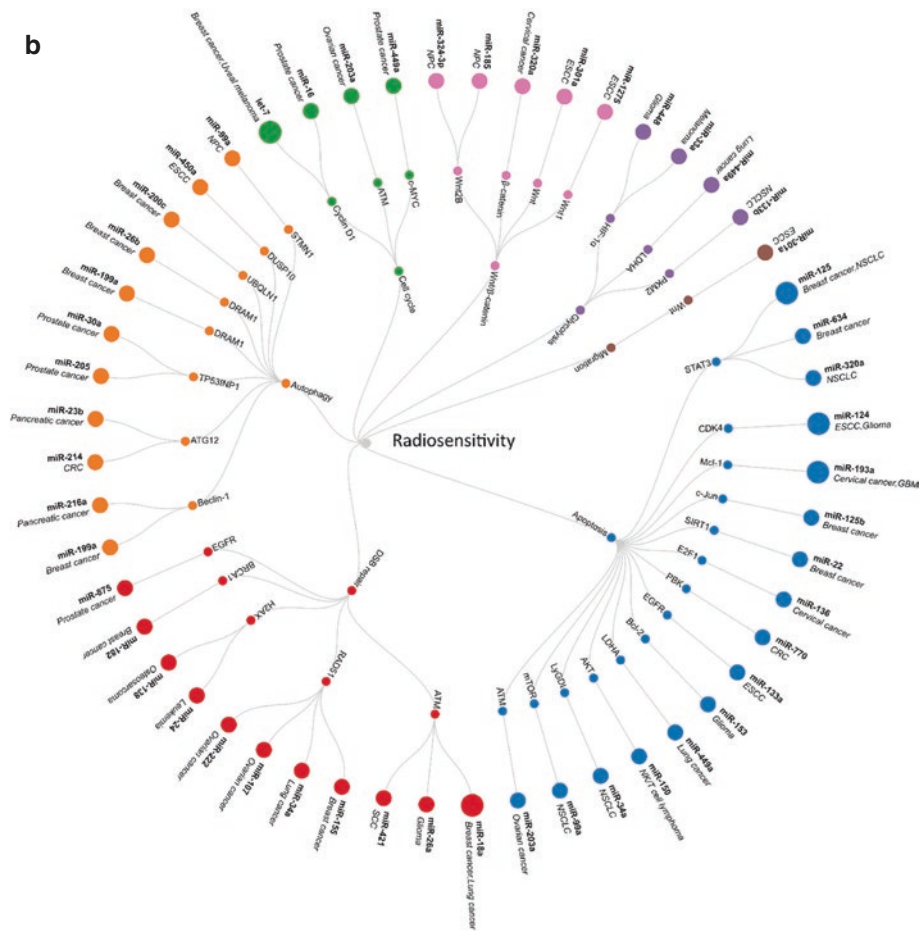 b
Radiosensitivity
Cell cycle
Cyclin D1
let-7
Breast cancer,Uveal melanoma
miR-16
Prostate cancer
ATM
miR-203a
Ovarian cancer
c-MYC
miR-449a
Prostate cancer
Wnt/β-catenin
Wnt2B
miR-324-3p
NPC
miR-185
NPC
β-catenin
miR-320a
Cervical cancer
Wnt
miR-301a
ESCC
Wnt1
miR-1275
ESCC
Glycolysis
HIF-1α
miR-448
Glioma
miR-33a
Melanoma
LDHA
miR-449a
Lung cancer
PKM2
miR-133b
NSCLC
Migration
Wnt
miR-301a
ESCC
Apoptosis
STAT3
miR-125
Breast cancer,NSCLC
miR-634
Breast cancer
miR-320a
NSCLC
CDK4
miR-124
ESCC,Glioma
Mcl-1
miR-193a
Cervical cancer,GBM
c-Jun
miR-125b
Breast cancer
SIRT1
miR-22
Breast cancer
E2F1
miR-136
Cervical cancer
PBK
miR-770
CRC
EGFR
miR-133a
ESCC
Bcl-2
miR-153
Glioma
LDHA
miR-449a
Lung cancer
AKT
miR-150
NK/T cell lymphoma
LyGDI
miR-34a
NSCLC
mTOR
miR-99a
NSCLC
ATM
miR-203a
Ovarian cancer
DSB repair
ATM
miR-18a
Breast cancer,Lung cancer
miR-26a
Glioma
miR-421
SCC
RAD51
miR-155
Breast cancer
miR-34a
Lung cancer
miR-107
Ovarian cancer
miR-222
Ovarian cancer
H2AX
miR-24
Leukemia
miR-138
Osteosarcoma
BRCA1
miR-182
Breast cancer
EGFR
miR-875
Prostate cancer
Autophagy
Beclin-1
miR-199a
Breast cancer
miR-216a
Pancreatic cancer
ATG12
miR-214
CRC
miR-23b
Pancreatic cancer
TP53INP1
miR-205
Prostate cancer
miR-30a
Prostate cancer
DRAM1
miR-199a
Breast cancer
DRAM1
miR-26b
Breast cancer
UBQLN1
miR-200c
Breast cancer
DUSP10
miR-450a
ESCC
STMN1
miR-99a
NPC